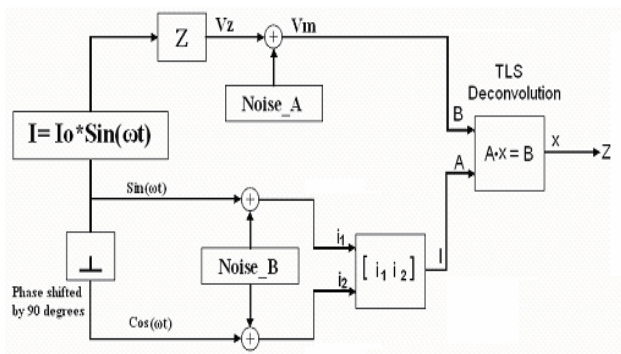 Z
Vz
Vm
Noise_A
TLS
Deconvolution
B
I= Io*Sin(ωt)
A•x = B
x
Z
A
Sin(ωt)
i1
Noise_B
[ i1 i2 ]
I
i2
Phase shifted
by 90 degrees
Cos(ωt)